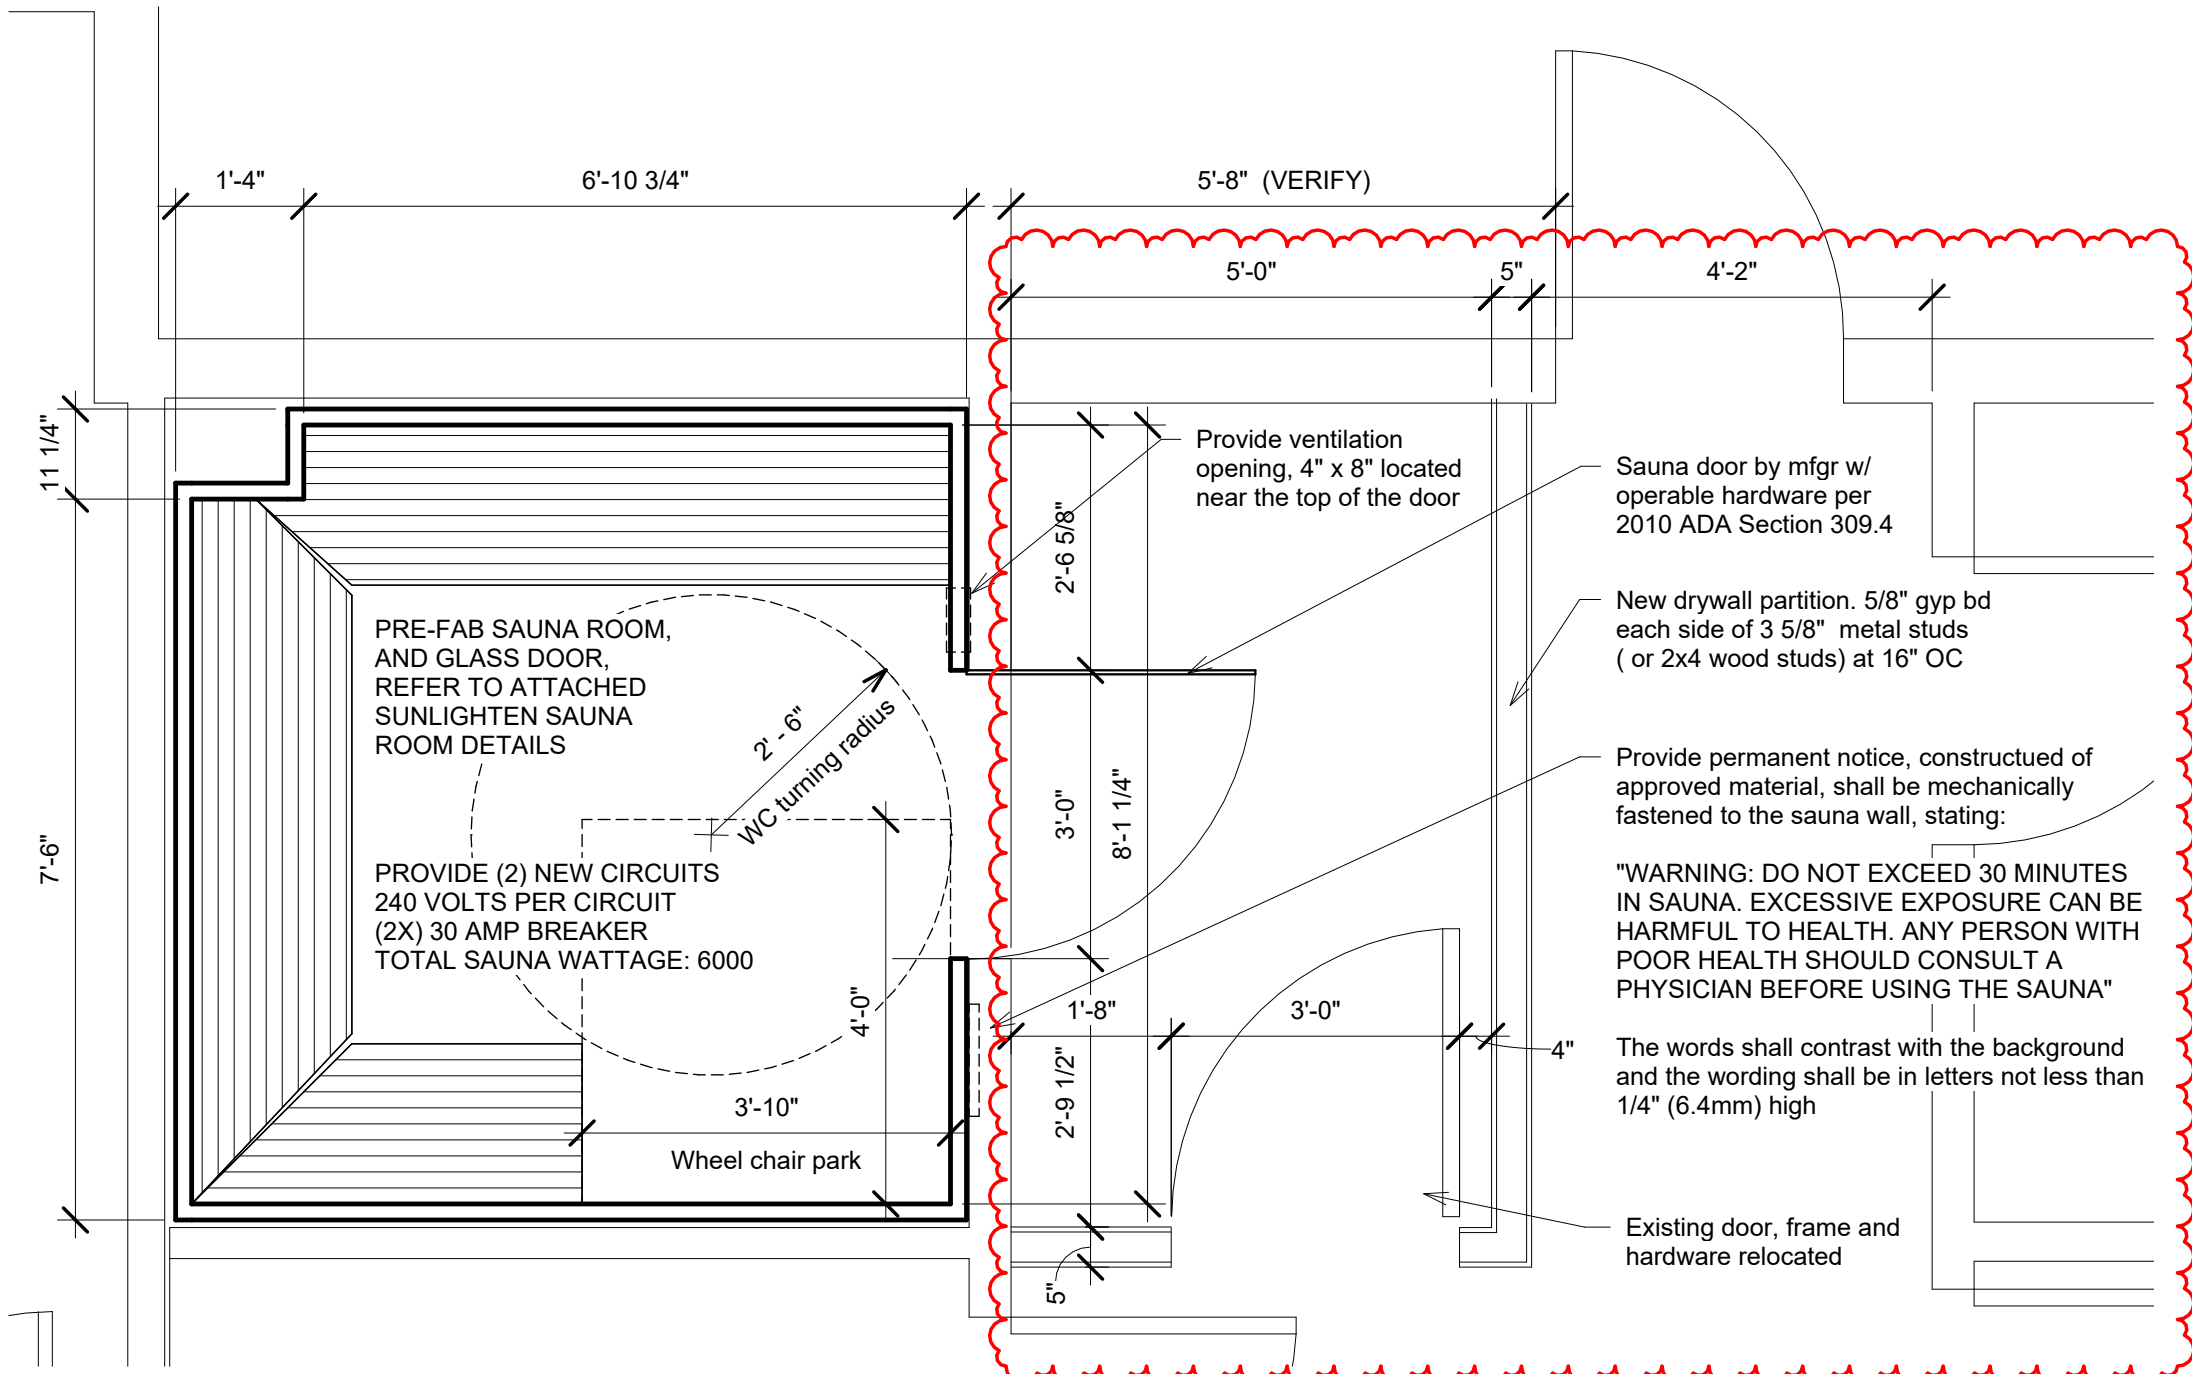 1'-4"
6'-10 3/4"
5'-8" (VERIFY)
5'-0"
5"
4'-2"
11 1/4"
7'-6"
Provide ventilation
opening, 4" x 8" located
near the top of the door
Sauna door by mfgr w/
operable hardware per
2010 ADA Section 309.4
2'-6 5/8"
New drywall partition. 5/8" gyp bd
each side of 3 5/8" metal studs
( or 2x4 wood studs) at 16" OC
PRE-FAB SAUNA ROOM,
AND GLASS DOOR,
REFER TO ATTACHED
SUNLIGHTEN SAUNA
ROOM DETAILS
2' - 6"
WC turning radius
3'-0"
8'-1 1/4"
Provide permanent notice, constructued of
approved material, shall be mechanically
fastened to the sauna wall, stating:
"WARNING: DO NOT EXCEED 30 MINUTES
IN SAUNA. EXCESSIVE EXPOSURE CAN BE
HARMFUL TO HEALTH. ANY PERSON WITH
POOR HEALTH SHOULD CONSULT A
PHYSICIAN BEFORE USING THE SAUNA"
The words shall contrast with the background
and the wording shall be in letters not less than
1/4" (6.4mm) high
PROVIDE (2) NEW CIRCUITS
240 VOLTS PER CIRCUIT
(2X) 30 AMP BREAKER
TOTAL SAUNA WATTAGE: 6000
4'-0"
1'-8"
3'-0"
4"
2'-9 1/2"
3'-10"
Wheel chair park
5"
Existing door, frame and
hardware relocated